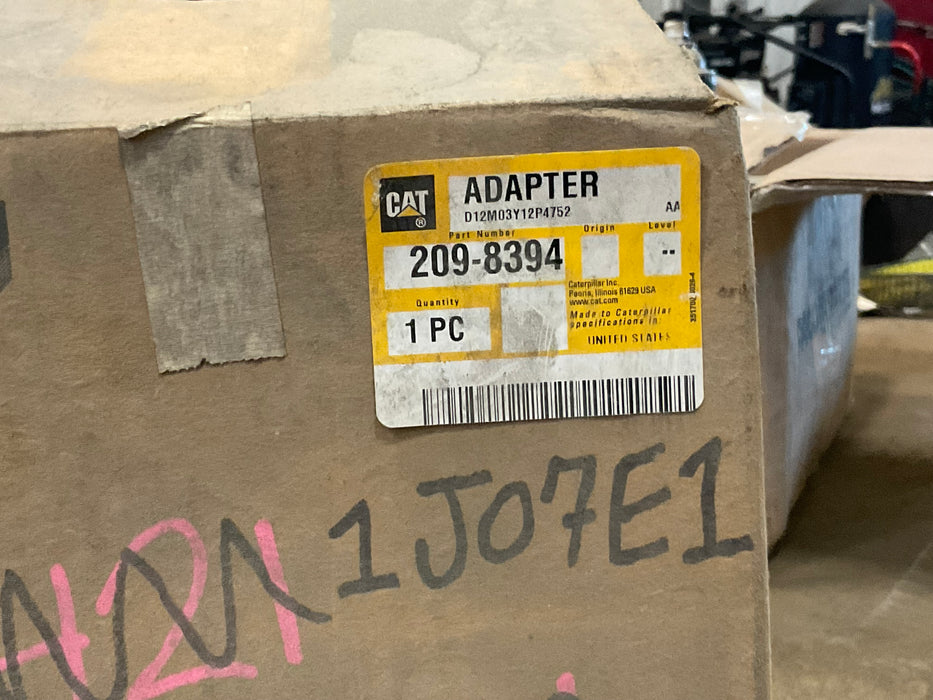 CAT
®
ADAPTER
D12M03Y12P4752 AA
Part Number Origin Level
209-8394 --
Caterpillar Inc.
Peoria, Illinois 61629 USA
www.cat.com
Quantity
Made to Caterpillar
specifications in:
1 PC
UNITED STATES
1J07E1